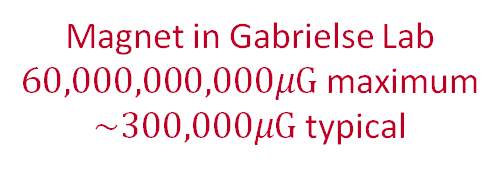 Magnet in Gabrielse Lab
60,000,000,000𝜇G maximum
~300,000𝜇G typical